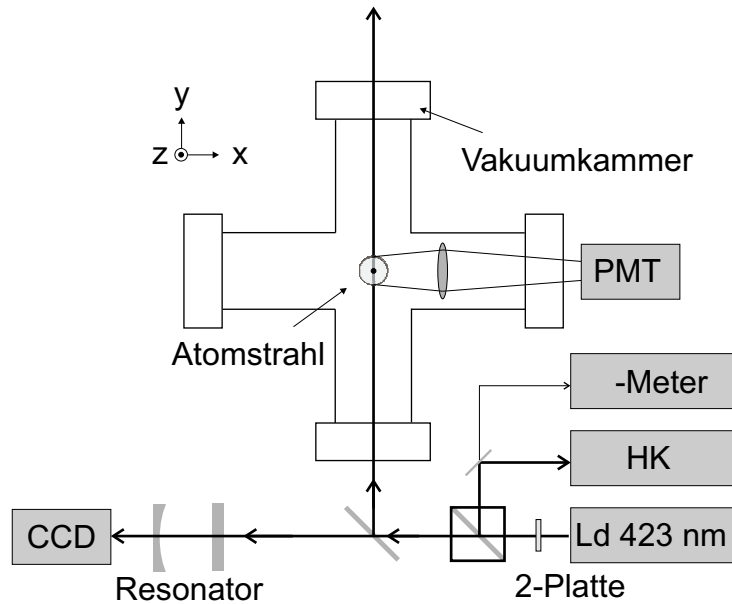 y
z
x
Vakuumkammer
PMT
Atomstrahl
-Meter
HK
CCD
Ld 423 nm
Resonator
2-Platte